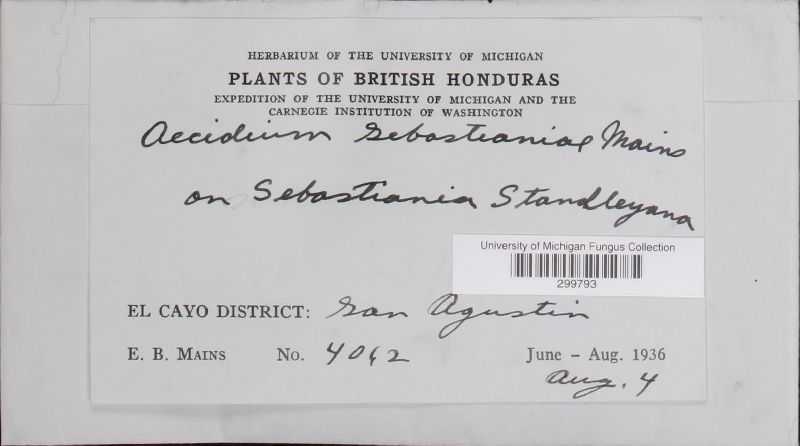 HERBARIUM OF THE UNIVERSITY OF MICHIGAN
PLANTS OF BRITISH HONDURAS
EXPEDITION OF THE UNIVERSITY OF MICHIGAN AND THE
CARNEGIE INSTITUTION OF WASHINGTON
Aecidium Sebastianiae Mains
on Sebastiania Standleyana
University of Michigan Fungus Collection
299793
EL CAYO DISTRICT: San Agustin
E. B. MAINS No. 4062 June - Aug. 1936
Aug. 4